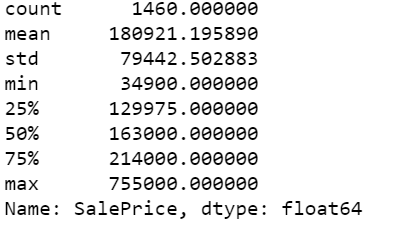 count      1460.000000
mean     180921.195890
std       79442.502883
min       34900.000000
25%      129975.000000
50%      163000.000000
75%      214000.000000
max      755000.000000
Name: SalePrice, dtype: float64